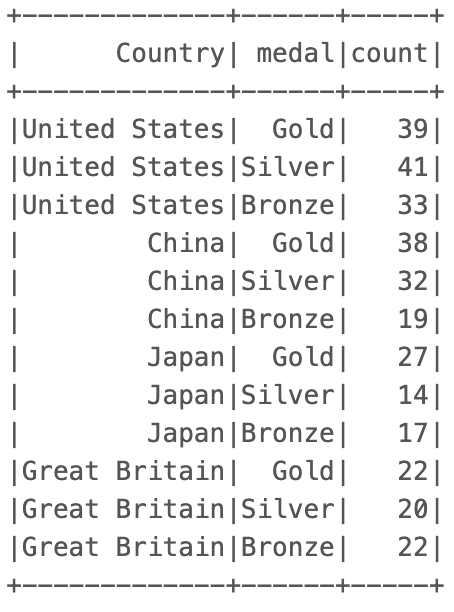 +-------------+------+-----+
|      Country| medal|count|
+-------------+------+-----+
|United States|  Gold|   39|
|United States|Silver|   41|
|United States|Bronze|   33|
|        China|  Gold|   38|
|        China|Silver|   32|
|        China|Bronze|   19|
|        Japan|  Gold|   27|
|        Japan|Silver|   14|
|        Japan|Bronze|   17|
|Great Britain|  Gold|   22|
|Great Britain|Silver|   20|
|Great Britain|Bronze|   22|
+-------------+------+-----+